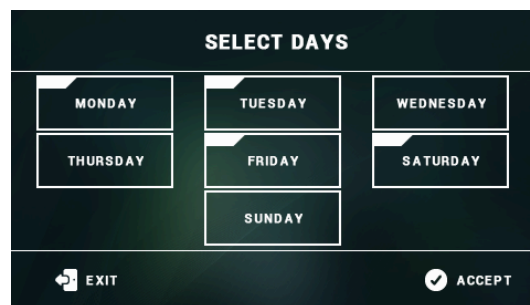 SELECT DAYS
MONDAY TUESDAY WEDNESDAY
THURSDAY FRIDAY SATURDAY
SUNDAY
EXIT ACCEPT